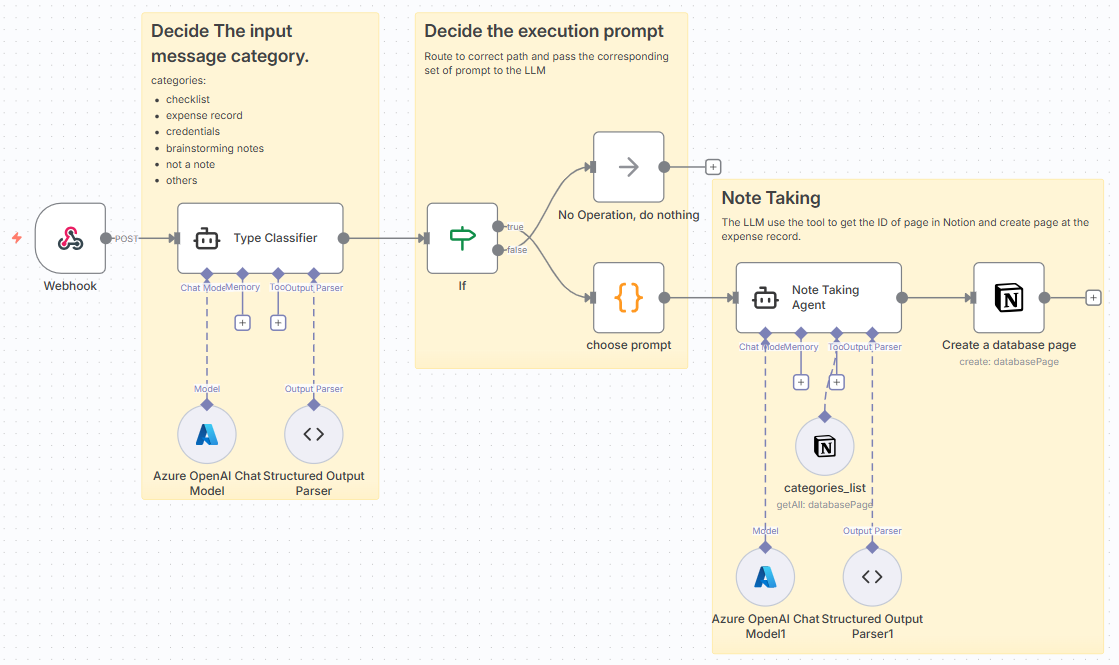 Decide The input
message category.
categories:
checklist
expense record
credentials
brainstorming notes
not a note
others
Webhook
POST
Type Classifier
Chat Mode
Memory
Too
Output Parser
Model
Output Parser
Azure OpenAI Chat
Model
Structured Output
Parser
Decide the execution prompt
Route to correct path and pass the corresponding
set of prompt to the LLM
If
true
false
No Operation, do nothing
{}
choose prompt
Note Taking
The LLM use the tool to get the ID of page in Notion and create page at the
expense record.
Note Taking
Agent
Chat Mode
Memory
Too
Output Parser
categories_list
getAll: databasePage
Model
Output Parser
Azure OpenAI Chat
Model1
Structured Output
Parser1
Create a database page
create: databasePage